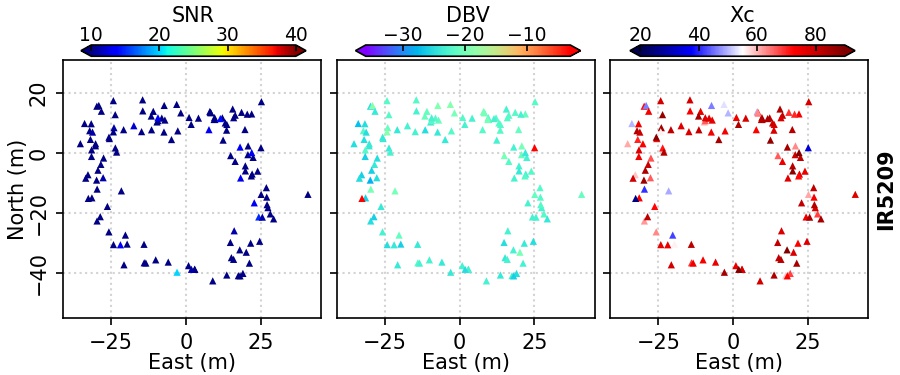 SNR DBV Xc
10 20 30 40 −30 −20 −10 20 40 60 80
20
0
−20
−40
North (m)
IR5209
−25 0 25 −25 0 25 −25 0 25
East (m) East (m) East (m)